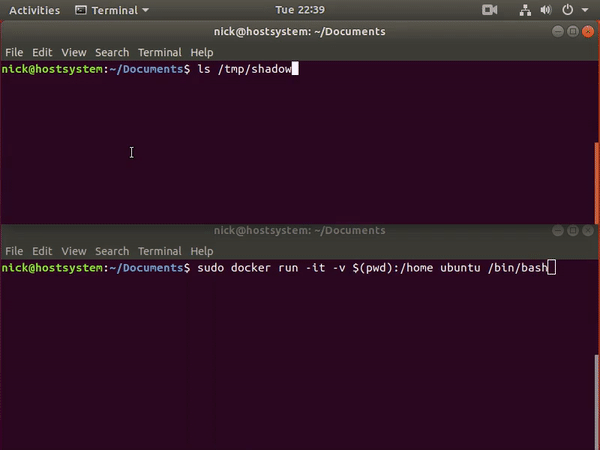 Activities Terminal Tue 22:39
nick@hostsystem: ~/Documents
File Edit View Search Terminal Help
nick@hostsystem:~/Documents$ ls /tmp/shadow
nick@hostsystem: ~/Documents
File Edit View Search Terminal Help
nick@hostsystem:~/Documents$ sudo docker run -it -v $(pwd):/home ubuntu /bin/bash